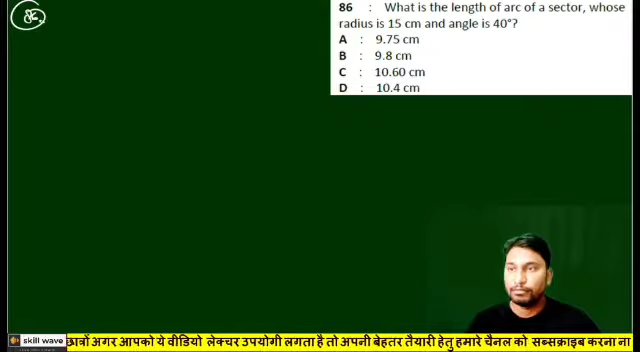 86
86 : What is the length of arc of a sector, whose
radius is 15 cm and angle is 40°?
A : 9.75 cm
B : 9.8 cm
C : 10.60 cm
D : 10.4 cm
skill wave
छात्रों अगर आपको ये वीडियो लेक्चर उपयोगी लगता है तो अपनी बेहतर तैयारी हेतु हमारे चैनल को सब्सक्राइब करना ना